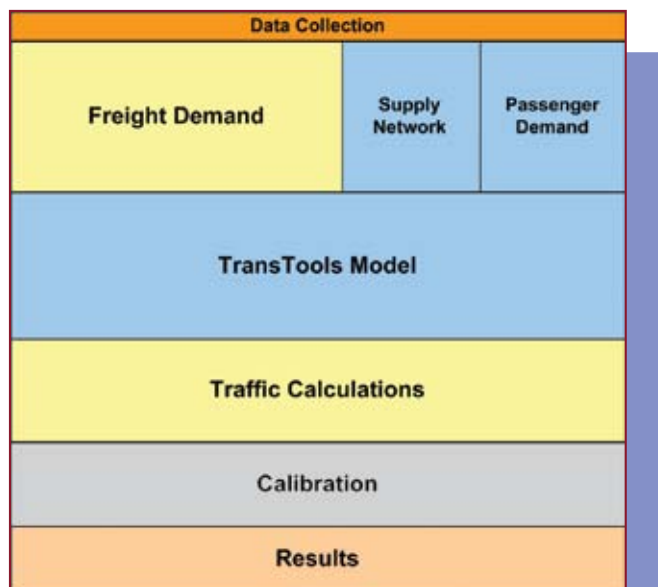 Data Collection
Freight Demand
Supply
Network
Passenger
Demand
TransTools Model
Traffic Calculations
Calibration
Results